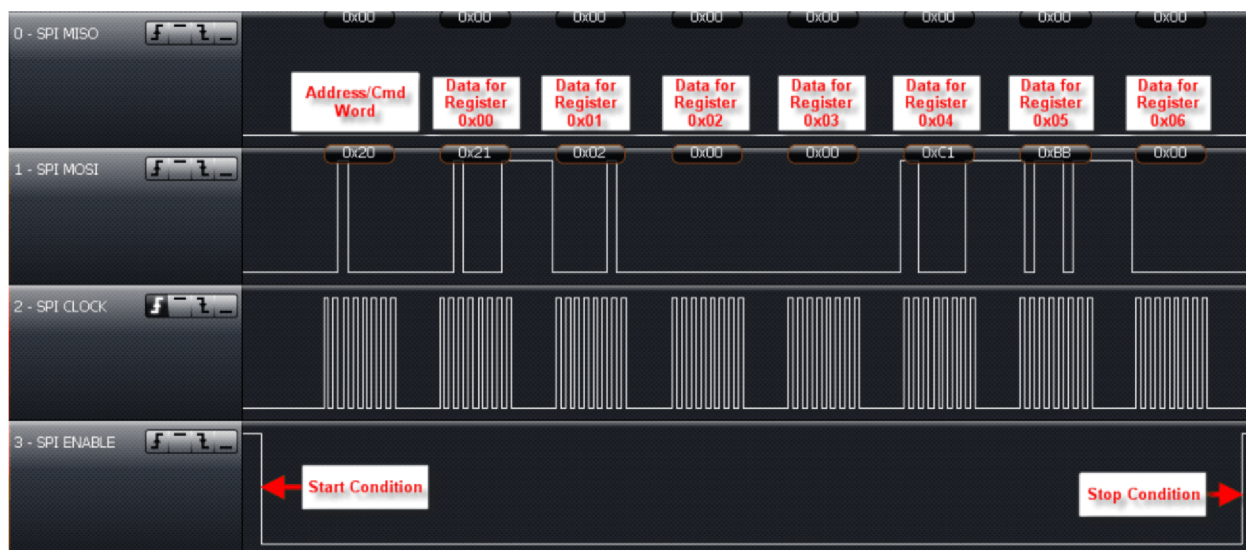 0x00 0x00 0x00 0x00 0x00 0x00 0x00 0x00
0 - SPI MISO
Address/Cmd
Word
Data for
Register
0x00
Data for
Register
0x01
Data for
Register
0x02
Data for
Register
0x03
Data for
Register
0x04
Data for
Register
0x05
Data for
Register
0x06
0x20 0x21 0x02 0x00 0x00 0xC1 0xBB 0x00
1 - SPI MOSI
2 - SPI CLOCK
3 - SPI ENABLE
Start Condition
Stop Condition